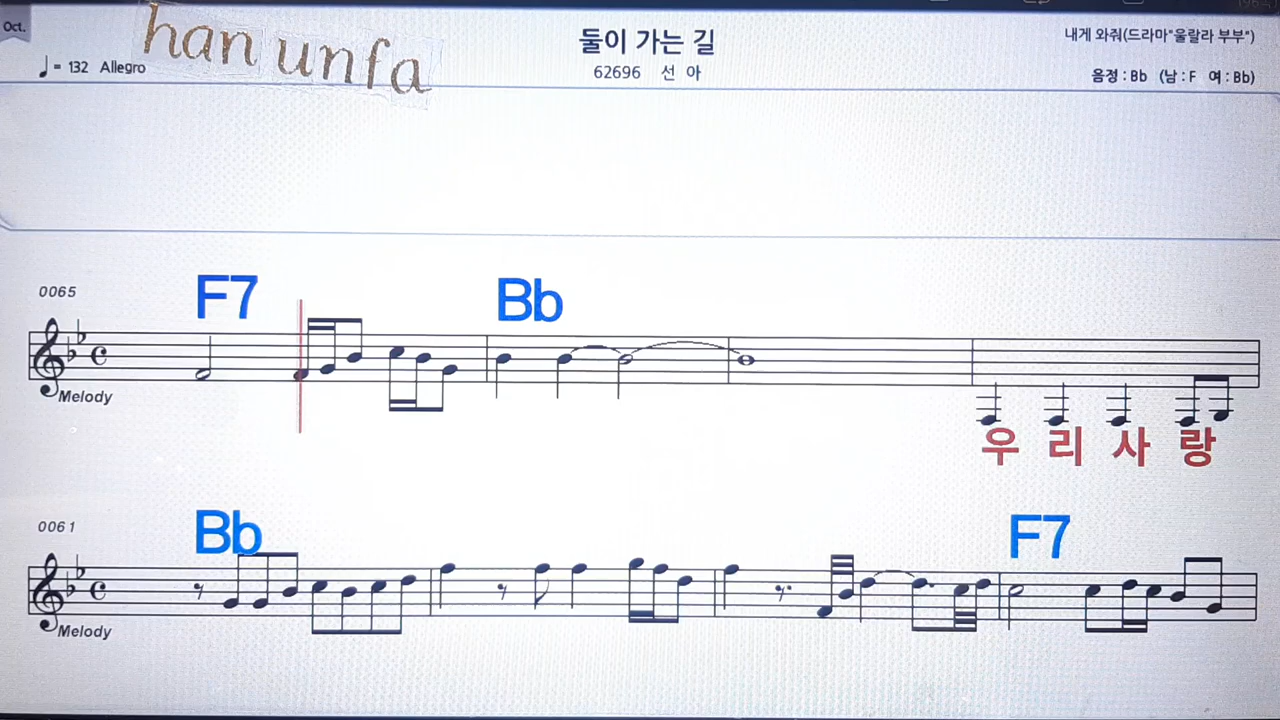 Oct.
han unfa
둘이 가는 길
내게 와줘(드라마"울랄라 부부")
♩= 132 Allegro
62696 선 아
음정 : Bb (남 : F 여 : Bb)
F7 Bb
0065
Melody
우 리 사 랑
Bb F7
0061
Melody